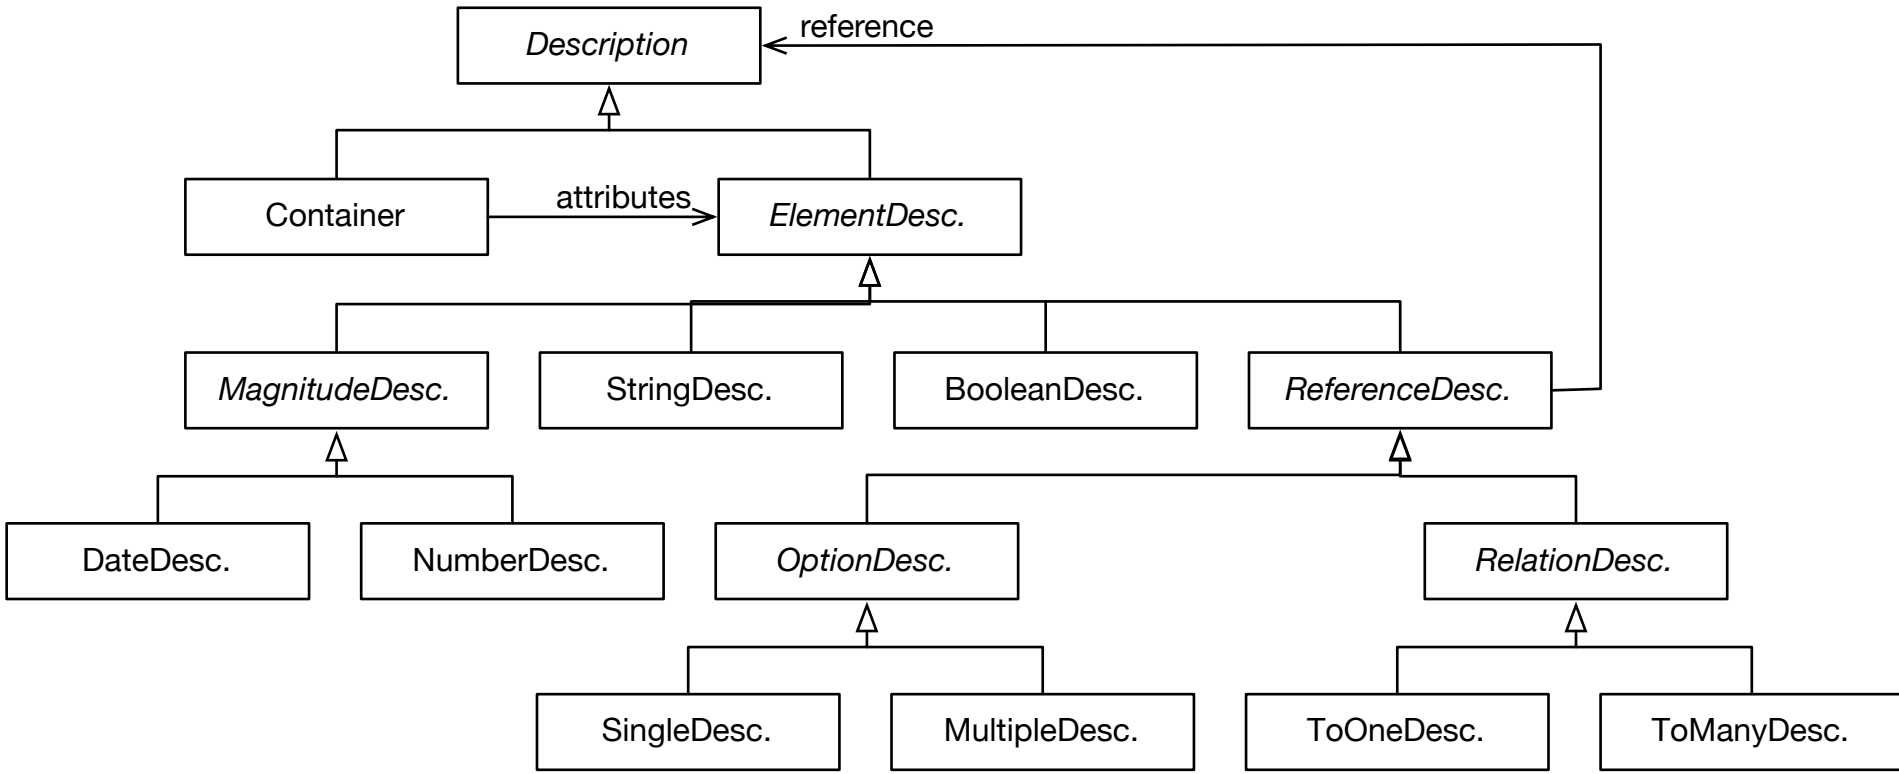 Description
reference
Container
attributes
ElementDesc.
MagnitudeDesc.
StringDesc.
BooleanDesc.
ReferenceDesc.
DateDesc.
NumberDesc.
OptionDesc.
RelationDesc.
SingleDesc.
MultipleDesc.
ToOneDesc.
ToManyDesc.